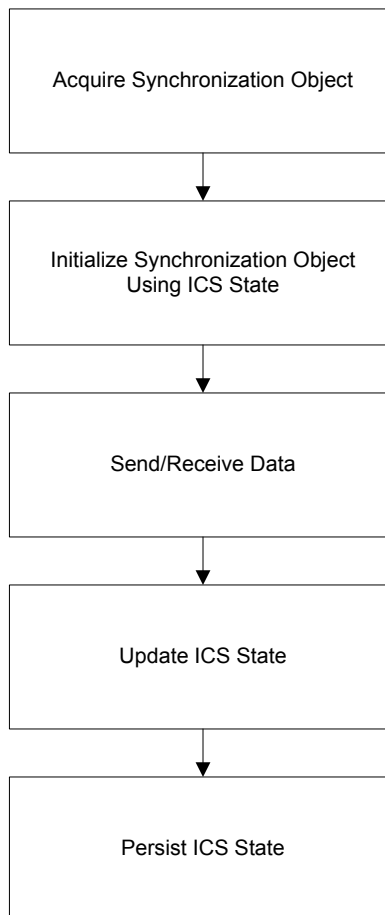 Acquire Synchronization Object
Initialize Synchronization Object
Using ICS State
Send/Receive Data
Update ICS State
Persist ICS State